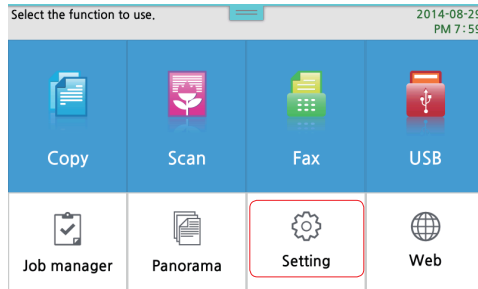 Select the function to use.
2014-08-29
PM 7:59
Copy Scan Fax USB
Job manager Panorama Setting Web